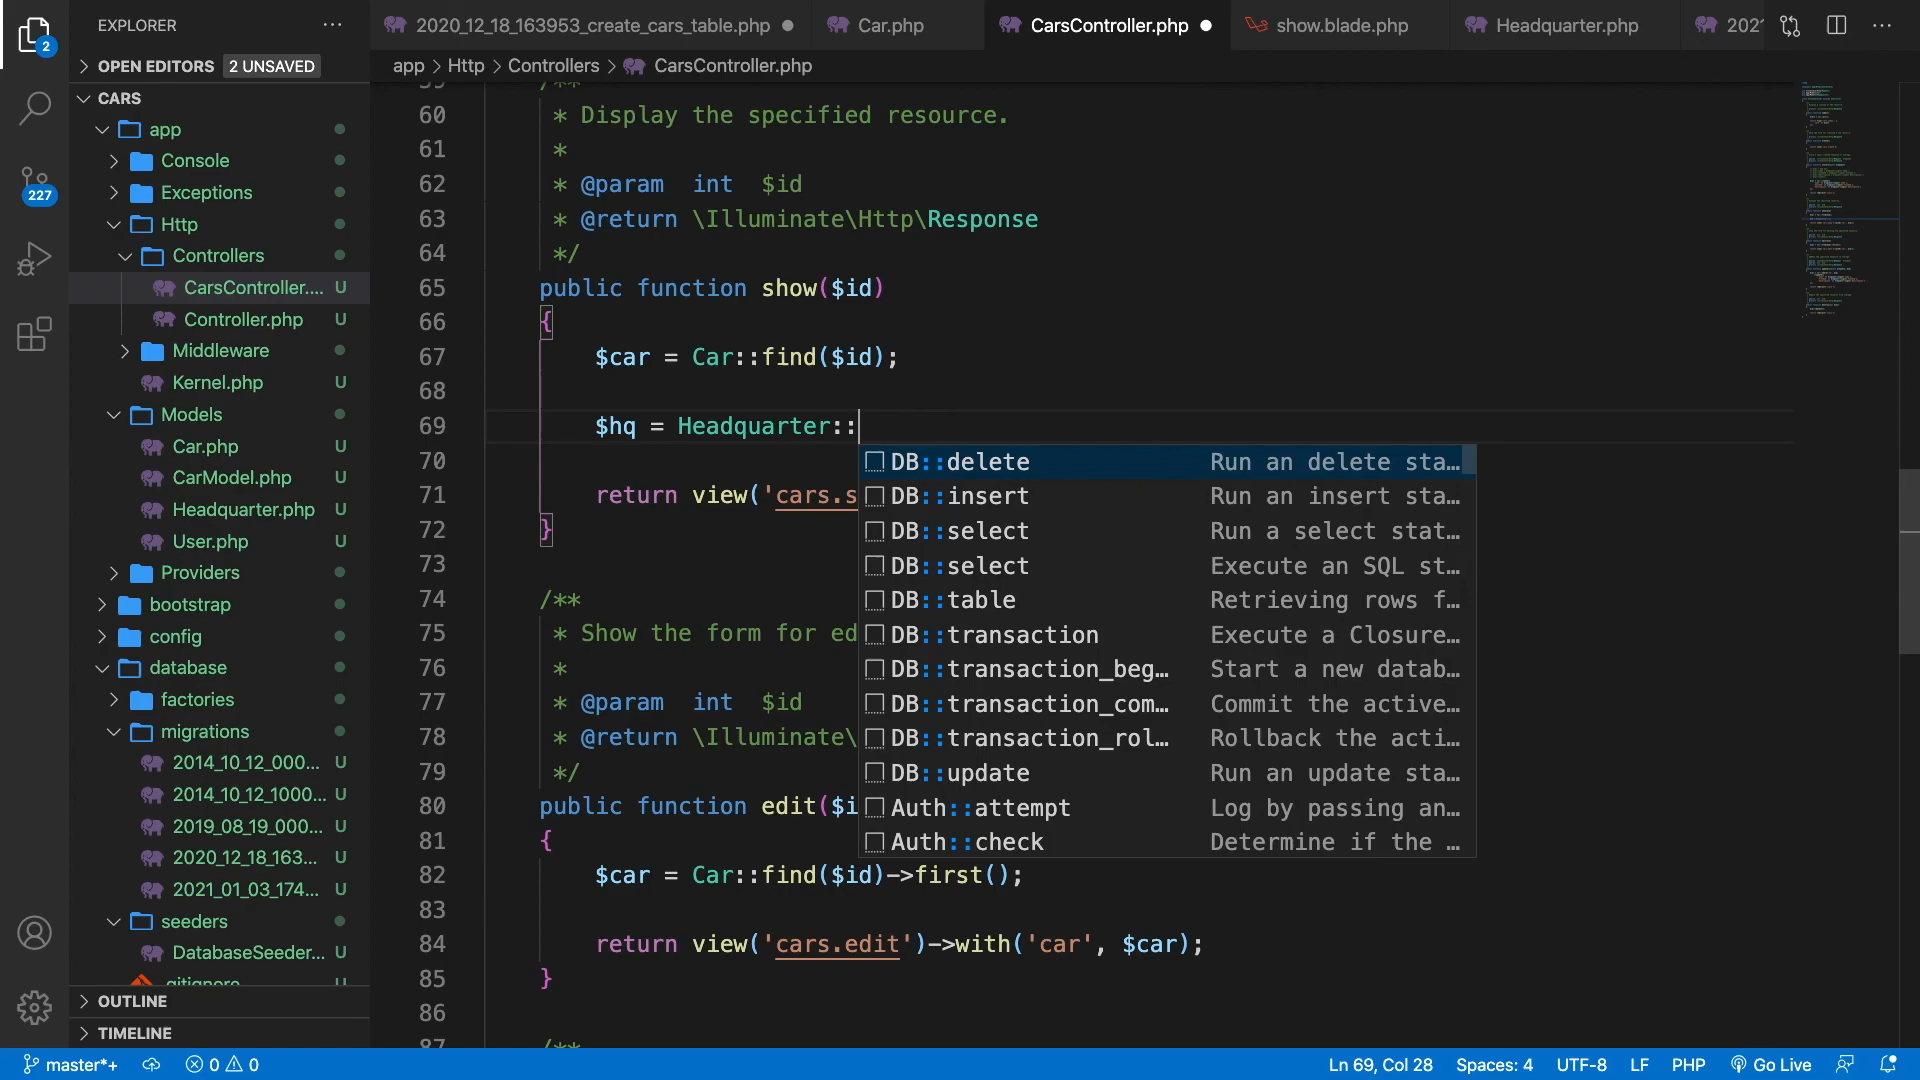 EXPLORER
2020_12_18_163953_create_cars_table.php
Car.php
CarsController.php
show.blade.php
Headquarter.php
202
2
OPEN EDITORS
2 UNSAVED
app > Http > Controllers > CarsController.php
CARS
app
Console
Exceptions
Http
Controllers
CarsController.... U
Controller.php U
Middleware
Kernel.php U
Models
Car.php U
CarModel.php U
Headquarter.php U
User.php U
Providers
bootstrap
config
database
factories
migrations
2014_10_12_000... U
2014_10_12_1000... U
2019_08_19_000... U
2020_12_18_163... U
2021_01_03_174... U
seeders
DatabaseSeeder... U
.gitignore U
OUTLINE
TIMELINE
227
59 /**
60 * Display the specified resource.
61 *
62 * @param  int  $id
63 * @return \Illuminate\Http\Response
64 */
65 public function show($id)
66 {
67 $car = Car::find($id);
68
69 $hq = Headquarter::
70
71 return view('cars.s
72 }
73
74 /**
75 * Show the form for ed
76 *
77 * @param  int  $id
78 * @return \Illuminate\
79 */
80 public function edit($i
81 {
82 $car = Car::find($id)->first();
83
84 return view('cars.edit')->with('car', $car);
85 }
86
87 /**
DB::delete Run an delete sta…
DB::insert Run an insert sta…
DB::select Run a select stat…
DB::select Execute an SQL st…
DB::table Retrieving rows f…
DB::transaction Execute a Closure…
DB::transaction_beg… Start a new datab…
DB::transaction_com… Commit the active…
DB::transaction_rol… Rollback the acti…
DB::update Run an update sta…
Auth::attempt Log by passing an…
Auth::check Determine if the …
master*+
0
0
Ln 69, Col 28
Spaces: 4
UTF-8
LF
PHP
Go Live